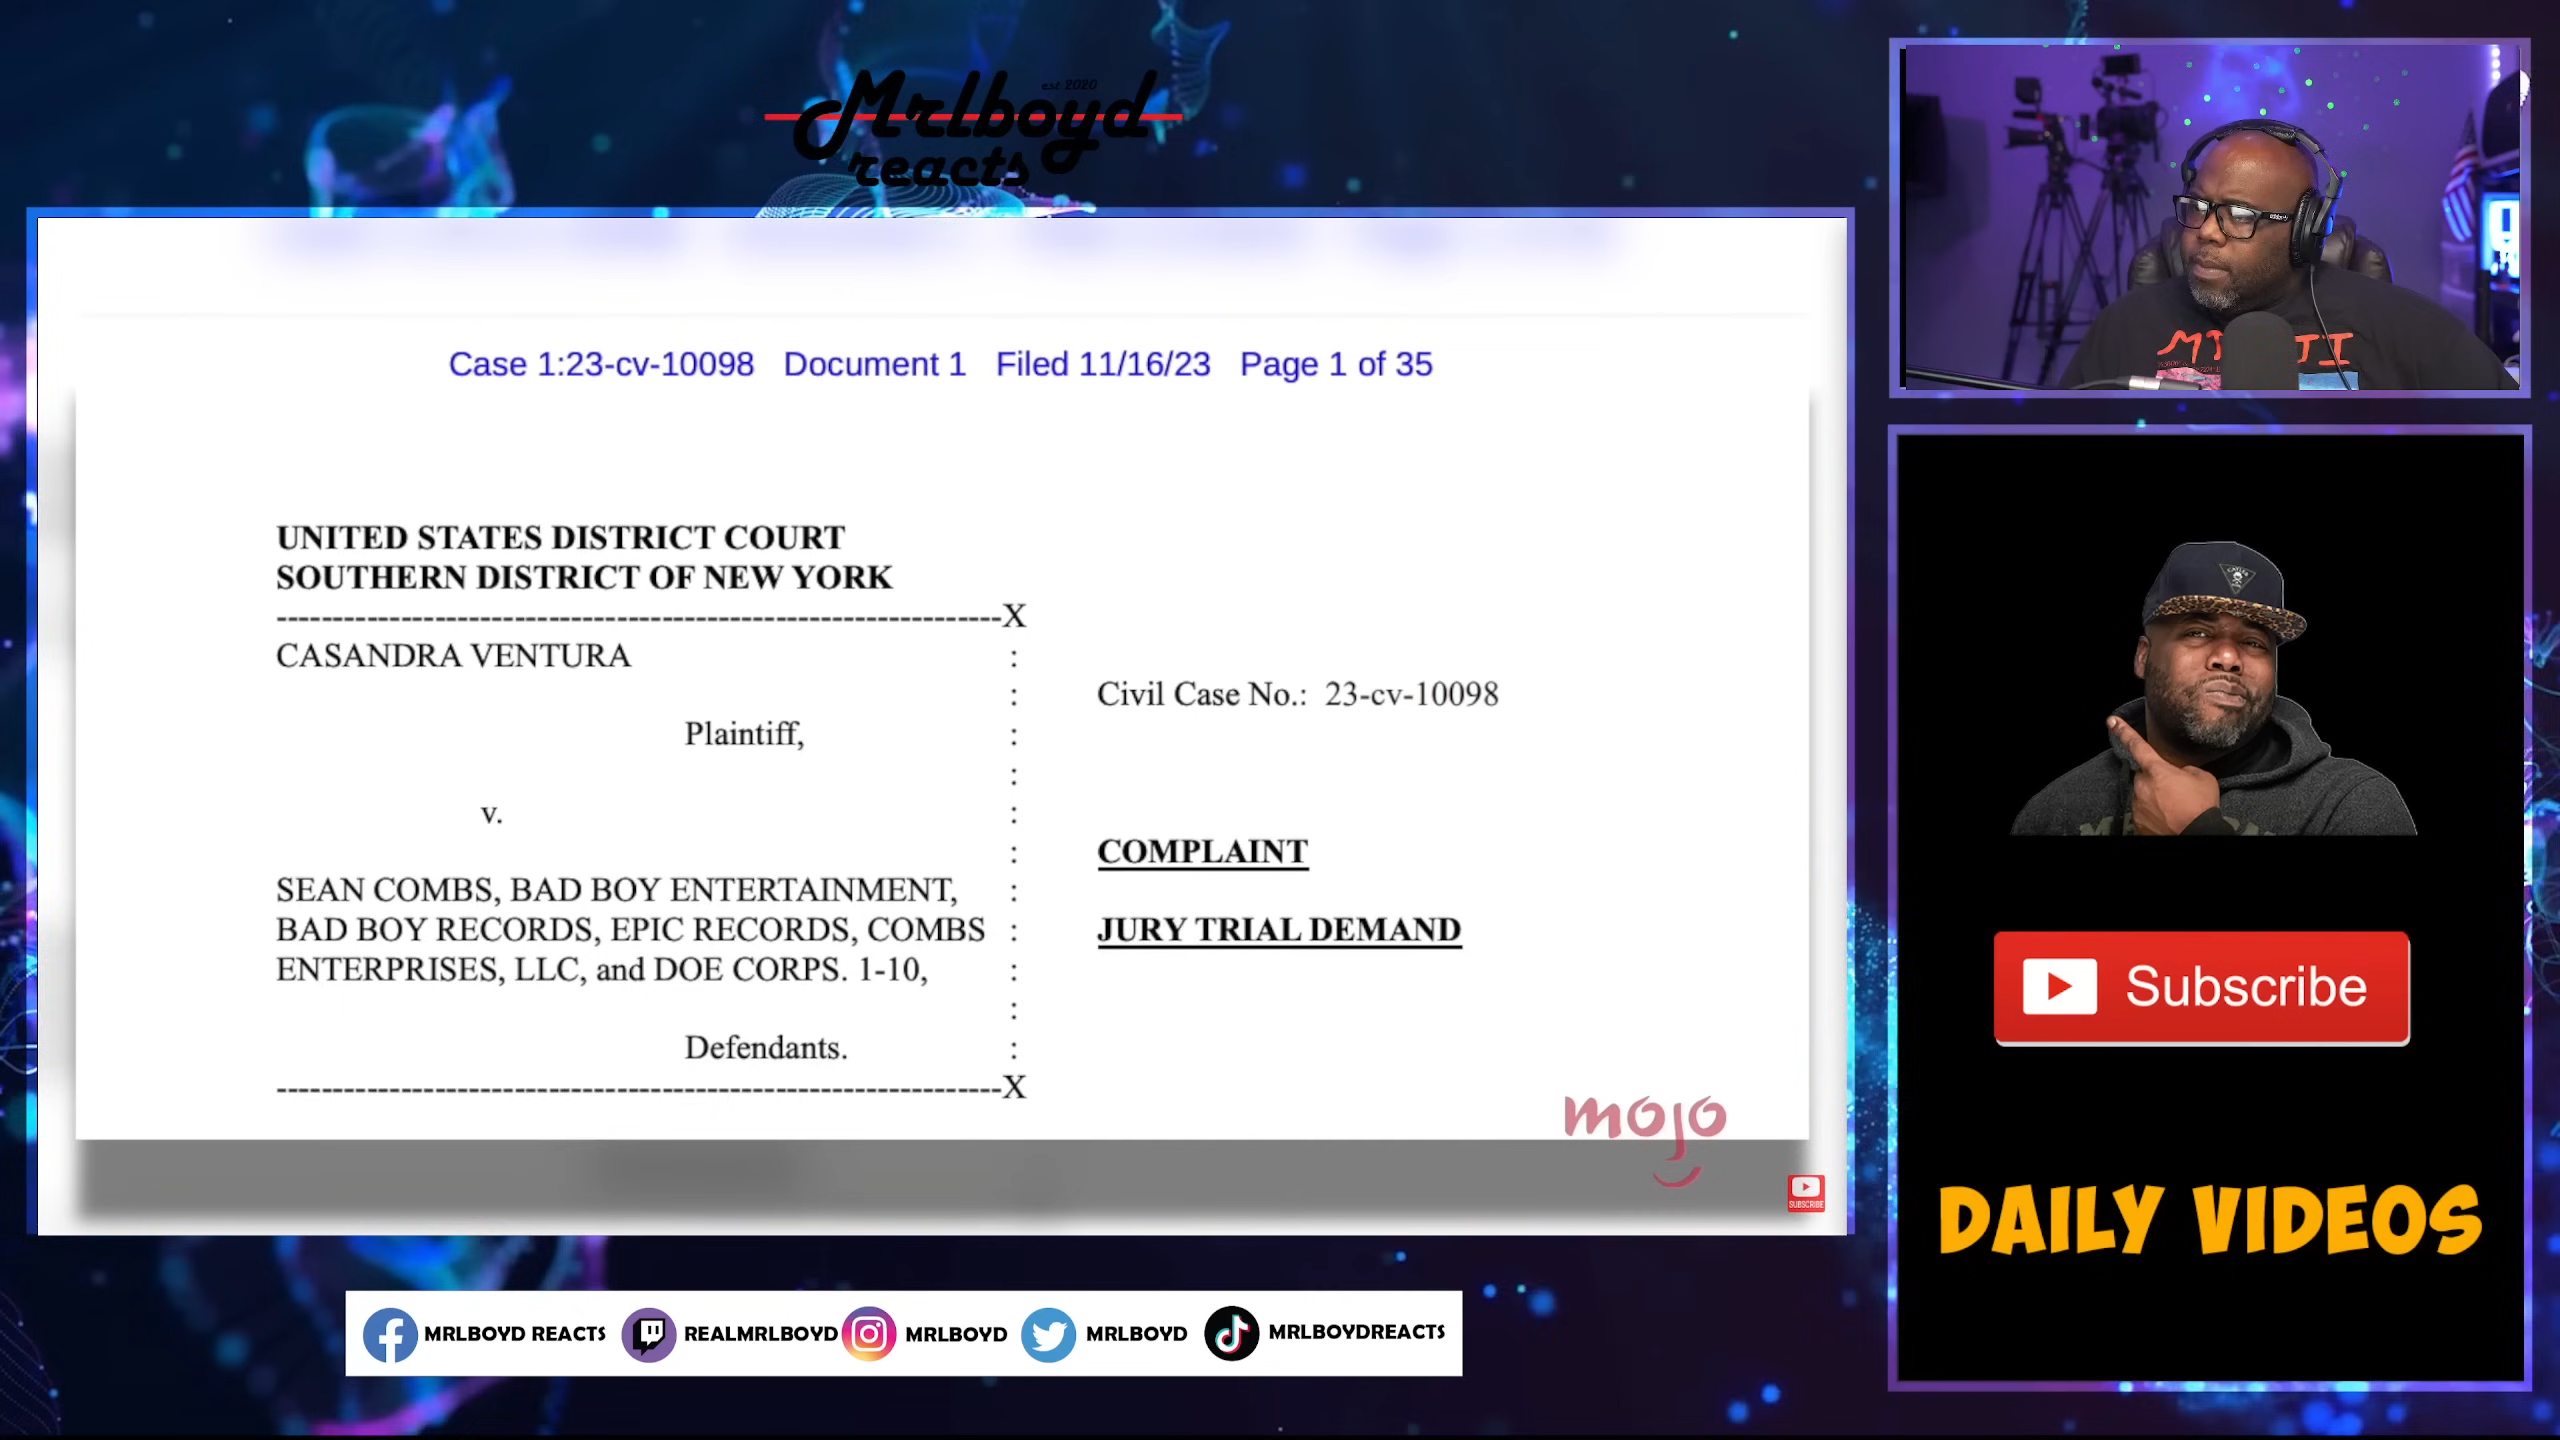 est 2020
Mrlboyd
reacts
Case 1:23-cv-10098 Document 1 Filed 11/16/23 Page 1 of 35
UNITED STATES DISTRICT COURT
SOUTHERN DISTRICT OF NEW YORK
----------------------------------------------------------------X
CASANDRA VENTURA :
: Civil Case No.: 23-cv-10098
Plaintiff, :
:
v. :
: COMPLAINT
SEAN COMBS, BAD BOY ENTERTAINMENT, :
BAD BOY RECORDS, EPIC RECORDS, COMBS : JURY TRIAL DEMAND
ENTERPRISES, LLC, and DOE CORPS. 1-10, :
:
Defendants. :
----------------------------------------------------------------X
mojo
SUBSCRIBE
Subscribe
DAILY VIDEOS
MRLBOYD REACTS REALMRLBOYD MRLBOYD MRLBOYD MRLBOYDREACTS